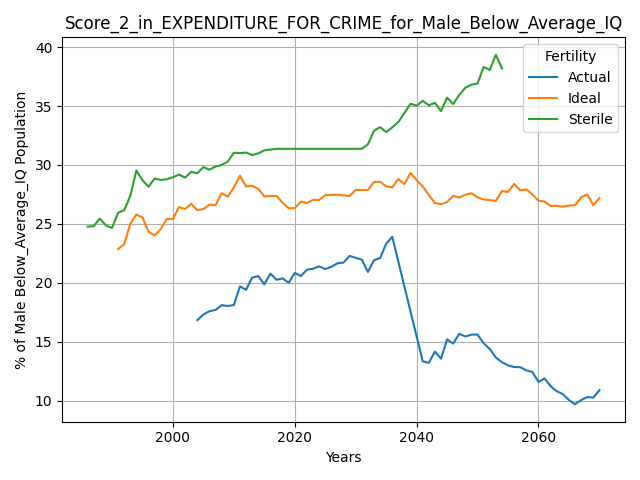 Score_2_in_EXPENDITURE_FOR_CRIME_for_Male_Below_Average_IQ
% of Male Below_Average_IQ Population
40
35
30
25
20
15
10
Fertility
Actual
Ideal
Sterile
2000 2020 2040 2060
Years